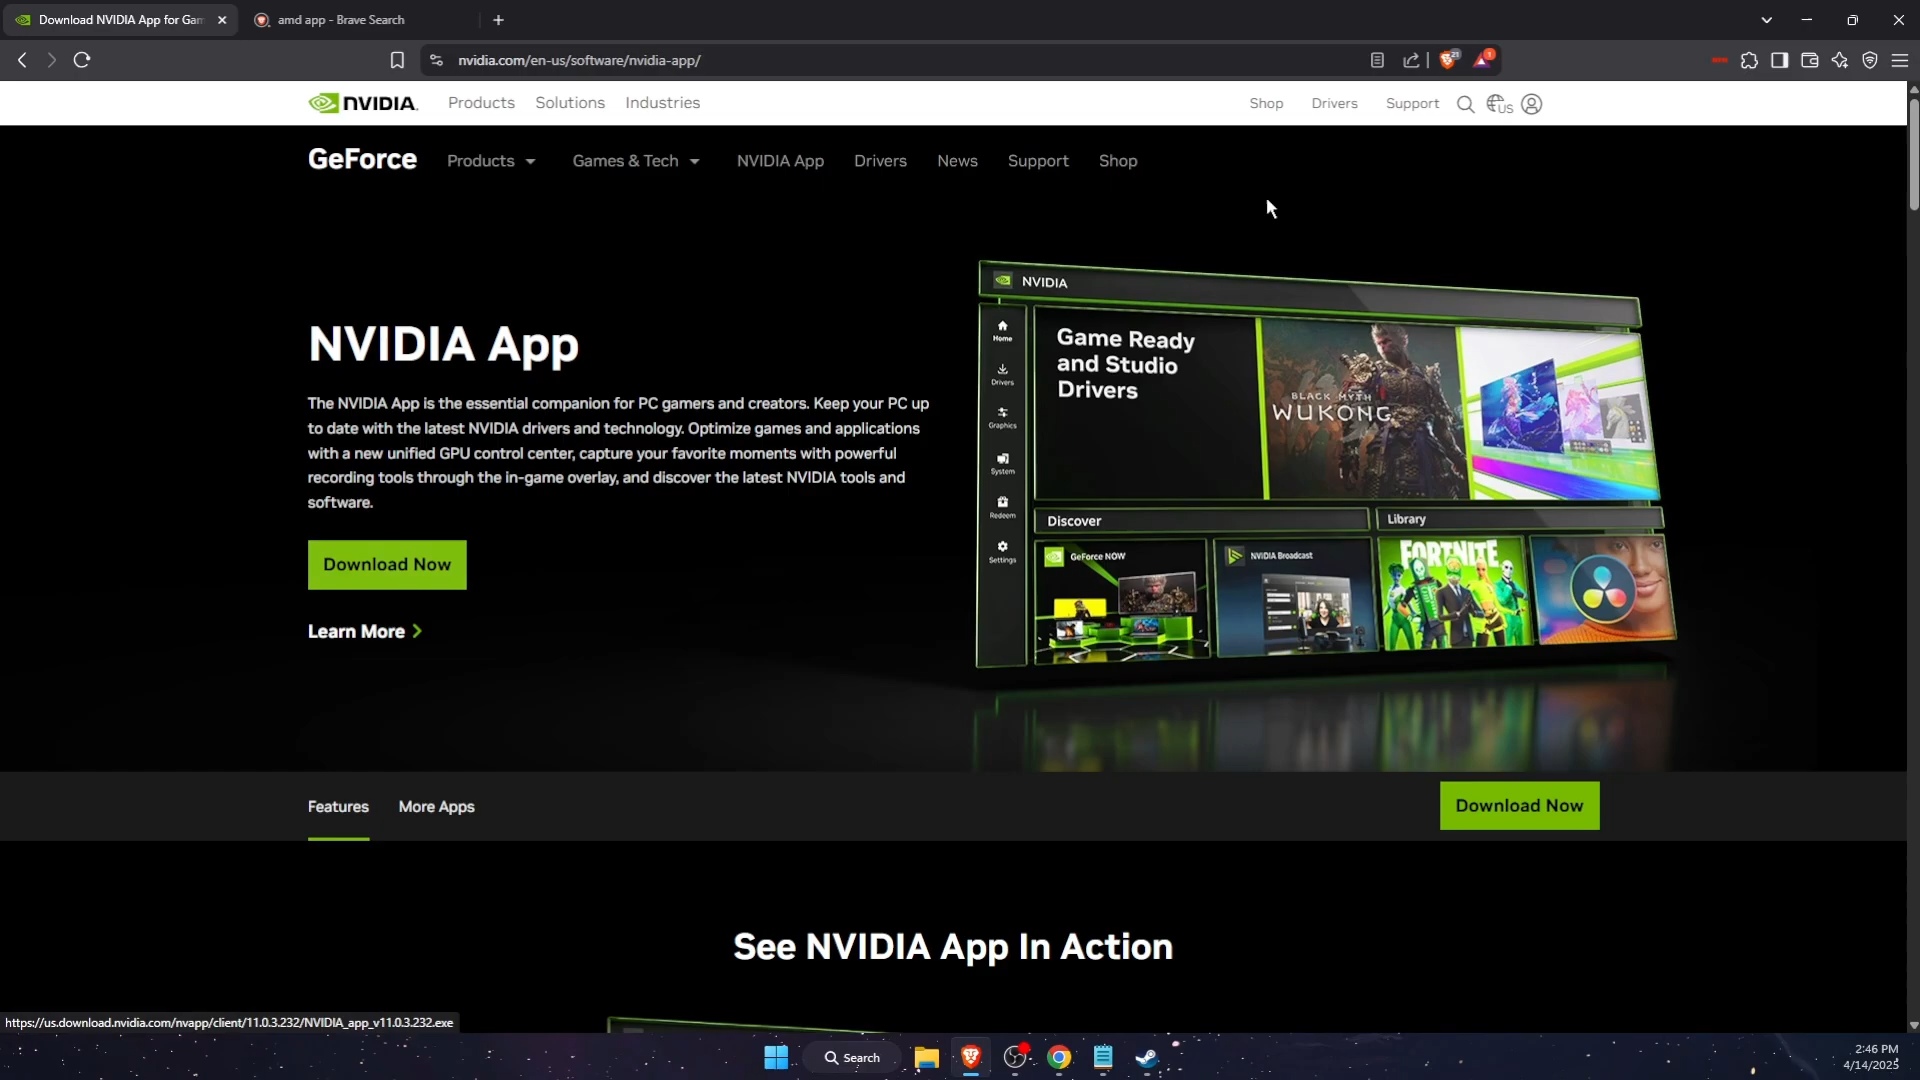 Download NVIDIA App for Gam
amd app - Brave Search
nvidia.com/en-us/software/nvidia-app/
21
1
NVIDIA.
Products
Solutions
Industries
Shop
Drivers
Support
US
GeForce
Products
Games & Tech
NVIDIA App
Drivers
News
Support
Shop
NVIDIA App
The NVIDIA App is the essential companion for PC gamers and creators. Keep your PC up
to date with the latest NVIDIA drivers and technology. Optimize games and applications
with a new unified GPU control center, capture your favorite moments with powerful
recording tools through the in-game overlay, and discover the latest NVIDIA tools and
software.
Download Now
Learn More
NVIDIA
Home
Drivers
Graphics
System
Redeem
Settings
Game Ready
and Studio
Drivers
BLACK MYTH
WUKONG
Discover
Library
GeForce NOW
NVIDIA Broadcast
FORTNITE
Features
More Apps
Download Now
See NVIDIA App In Action
https://us.download.nvidia.com/nvapp/client/11.0.3.232/NVIDIA_app_v11.0.3.232.exe
Search
2:46 PM
4/14/2025